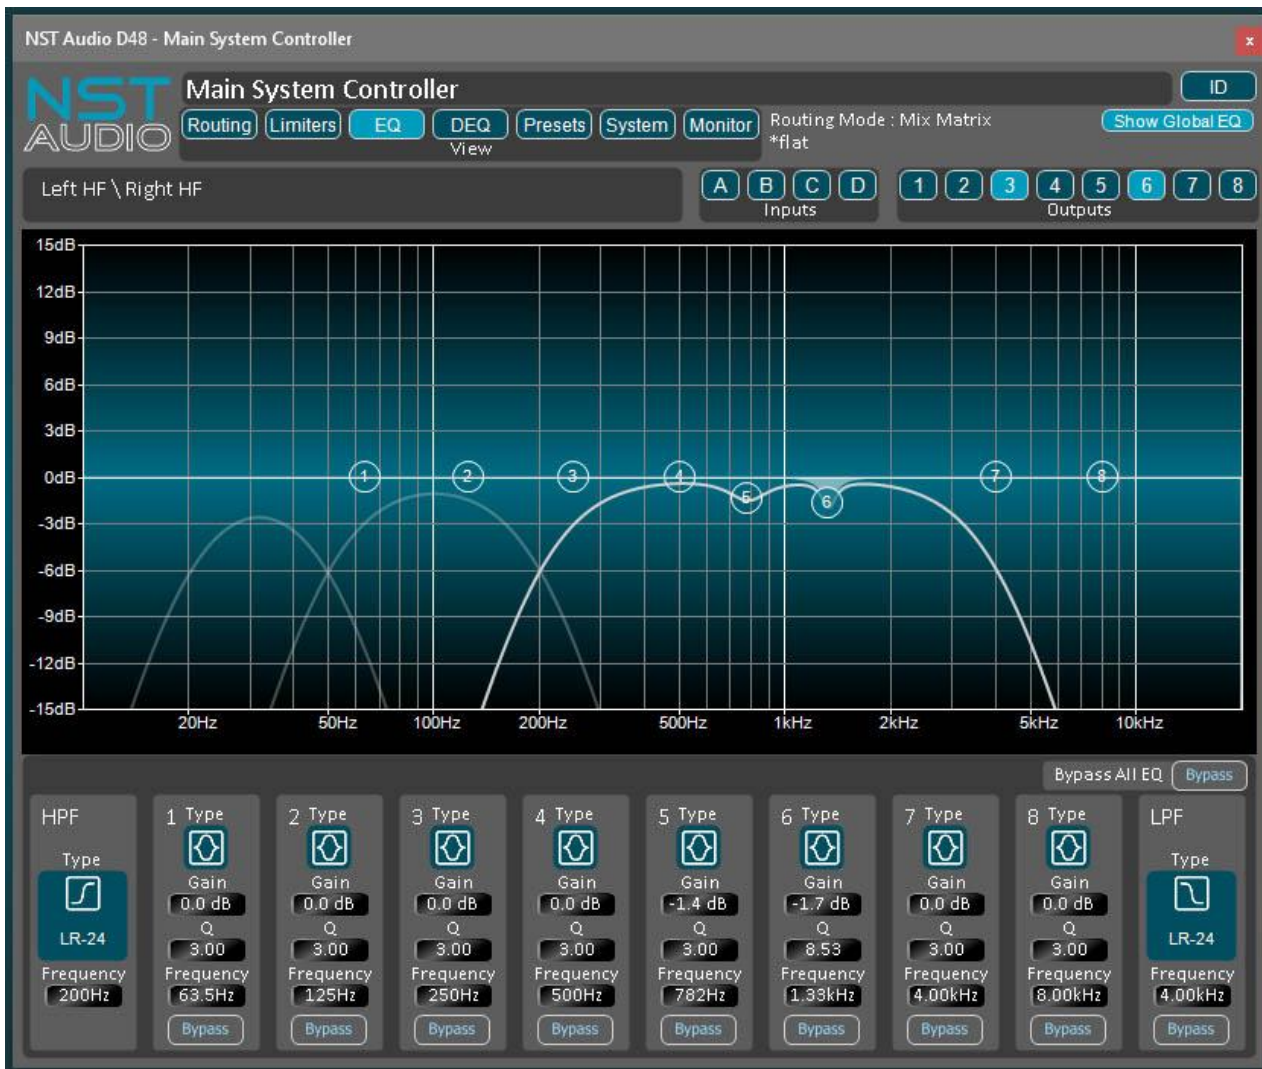 NST Audio D48 - Main System Controller
x
NST AUDIO
Main System Controller
ID
Routing Limiters EQ DEQ Presets System Monitor
View
Routing Mode : Mix Matrix
*flat
Show Global EQ
Left HF \ Right HF
A B C D
Inputs
1 2 3 4 5 6 7 8
Outputs
15dB
12dB
9dB
6dB
3dB
0dB
-3dB
-6dB
-9dB
-12dB
-15dB
1 2 3 4 5 6 7 8
20Hz 50Hz 100Hz 200Hz 500Hz 1kHz 2kHz 5kHz 10kHz
Bypass All EQ Bypass
HPF
Type
LR-24
Frequency
200Hz
1 Type
Gain
0.0 dB
Q
3.00
Frequency
63.5Hz
Bypass
2 Type
Gain
0.0 dB
Q
3.00
Frequency
125Hz
Bypass
3 Type
Gain
0.0 dB
Q
3.00
Frequency
250Hz
Bypass
4 Type
Gain
0.0 dB
Q
3.00
Frequency
500Hz
Bypass
5 Type
Gain
-1.4 dB
Q
3.00
Frequency
782Hz
Bypass
6 Type
Gain
-1.7 dB
Q
8.53
Frequency
1.33kHz
Bypass
7 Type
Gain
0.0 dB
Q
3.00
Frequency
4.00kHz
Bypass
8 Type
Gain
0.0 dB
Q
3.00
Frequency
8.00kHz
Bypass
LPF
Type
LR-24
Frequency
4.00kHz
Bypass